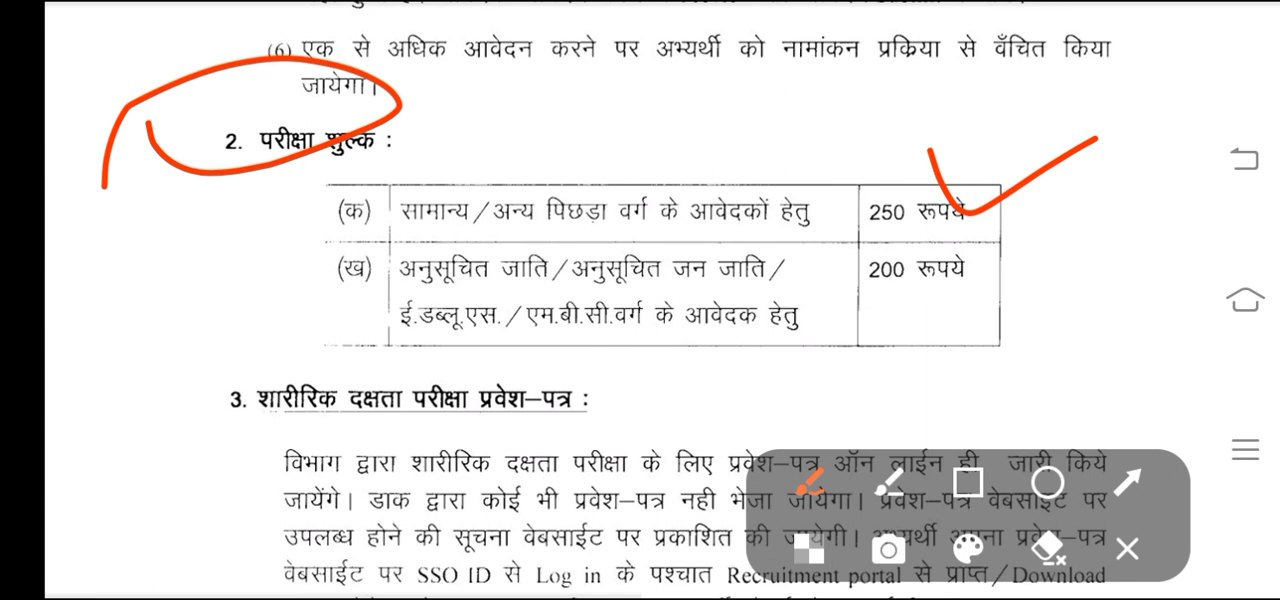 (6) एक से अधिक आवेदन करने पर अभ्यर्थी को नामांकन प्रक्रिया से वँचित किया
जायेगा।
2. परीक्षा शुल्क :
(क) सामान्य/अन्य पिछड़ा वर्ग के आवेदकों हेतु 250 रूपये
(ख) अनुसूचित जाति/अनुसूचित जन जाति/ 200 रूपये
ई.डब्लू.एस./एम.बी.सी.वर्ग के आवेदक हेतु
3. शारीरिक दक्षता परीक्षा प्रवेश–पत्र :
विभाग द्वारा शारीरिक दक्षता परीक्षा के लिए प्रवेश–पत्र ऑन लाईन ही जारी किये
जायेंगे। डाक द्वारा कोई भी प्रवेश–पत्र नही भेजा जायेगा। प्रवेश–पत्र वेबसाईट पर
उपलब्ध होने की सूचना वेबसाईट पर प्रकाशित की जायेगी। अभ्यर्थी अपना प्रवेश–पत्र
वेबसाईट पर SSO ID से Log in के पश्चात Recruitment portal से प्राप्त/Download